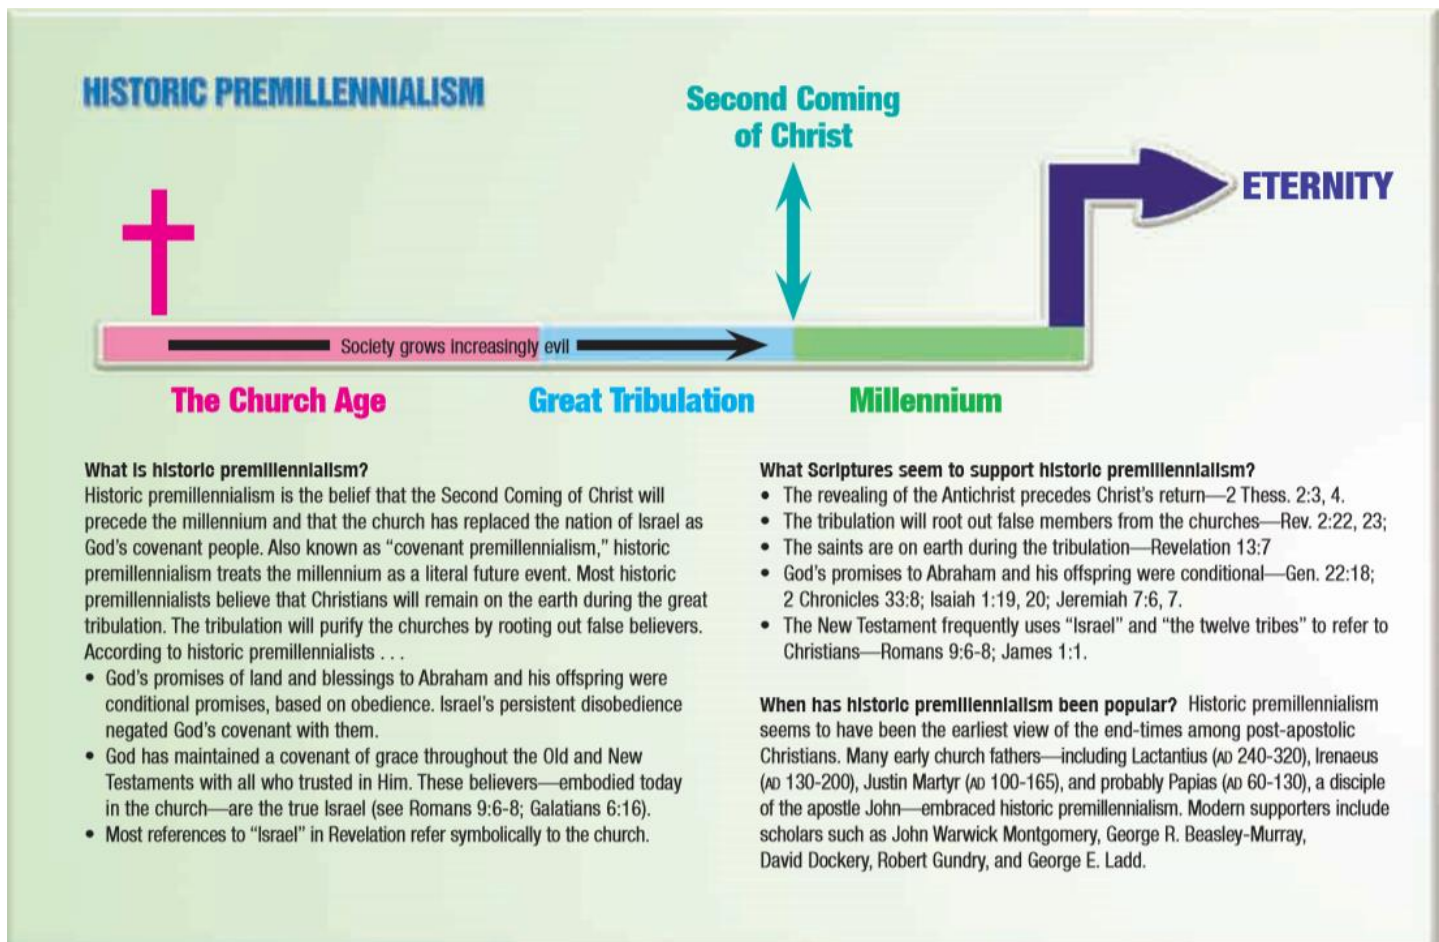 HISTORIC PREMILLENNIALISM
Second Coming
of Christ
ETERNITY
Society grows increasingly evil
The Church Age
Great Tribulation
Millennium
What is historic premillennialism?
Historic premillennialism is the belief that the Second Coming of Christ will
precede the millennium and that the church has replaced the nation of Israel as
God's covenant people. Also known as “covenant premillennialism,” historic
premillennialism treats the millennium as a literal future event. Most historic
premillennialists believe that Christians will remain on the earth during the great
tribulation. The tribulation will purify the churches by rooting out false believers.
According to historic premillennialists . . .
• God's promises of land and blessings to Abraham and his offspring were
conditional promises, based on obedience. Israel's persistent disobedience
negated God's covenant with them.
• God has maintained a covenant of grace throughout the Old and New
Testaments with all who trusted in Him. These believers—embodied today
in the church—are the true Israel (see Romans 9:6-8; Galatians 6:16).
• Most references to “Israel” in Revelation refer symbolically to the church.
What Scriptures seem to support historic premillennialism?
• The revealing of the Antichrist precedes Christ's return—2 Thess. 2:3, 4.
• The tribulation will root out false members from the churches—Rev. 2:22, 23;
• The saints are on earth during the tribulation—Revelation 13:7
• God's promises to Abraham and his offspring were conditional—Gen. 22:18;
2 Chronicles 33:8; Isaiah 1:19, 20; Jeremiah 7:6, 7.
• The New Testament frequently uses “Israel” and “the twelve tribes” to refer to
Christians—Romans 9:6-8; James 1:1.
When has historic premillennialism been popular? Historic premillennialism
seems to have been the earliest view of the end-times among post-apostolic
Christians. Many early church fathers—including Lactantius (AD 240-320), Irenaeus
(AD 130-200), Justin Martyr (AD 100-165), and probably Papias (AD 60-130), a disciple
of the apostle John—embraced historic premillennialism. Modern supporters include
scholars such as John Warwick Montgomery, George R. Beasley-Murray,
David Dockery, Robert Gundry, and George E. Ladd.